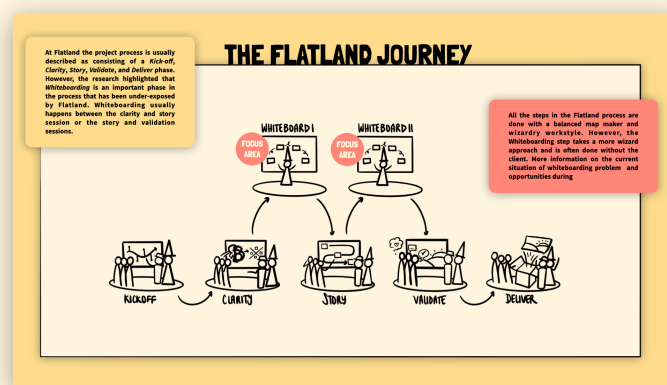 THE FLATLAND JOURNEY
At Flatland the project process is usually
described as consisting of a Kick-off,
Clarity, Story, Validate, and Deliver phase.
However, the research highlighted that
Whiteboarding is an important phase in
the process that has been under-exposed
by Flatland. Whiteboarding usually
happens between the clarity and story
session or the story and validation
sessions.
All the steps in the Flatland process are
done with a balanced map maker and
wizardry workstyle. However, the
Whiteboarding step takes a more wizard
approach and is often done without the
client. More information on the current
situation of whiteboarding problem and
opportunities during
WHITEBOARD I
WHITEBOARD II
FOCUS
AREA
FOCUS
AREA
KICKOFF
CLARITY
STORY
VALIDATE
DELIVER